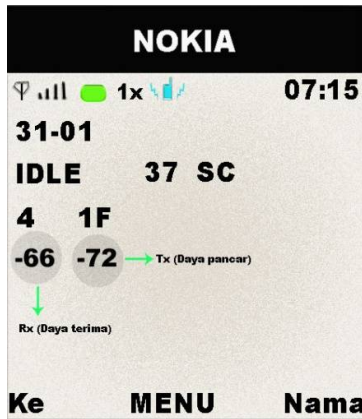 NOKIA
1x 07:15
31-01
IDLE 37 SC
4 1F
-66 -72 Tx (Daya pancar)
Rx (Daya terima)
Ke MENU Nama